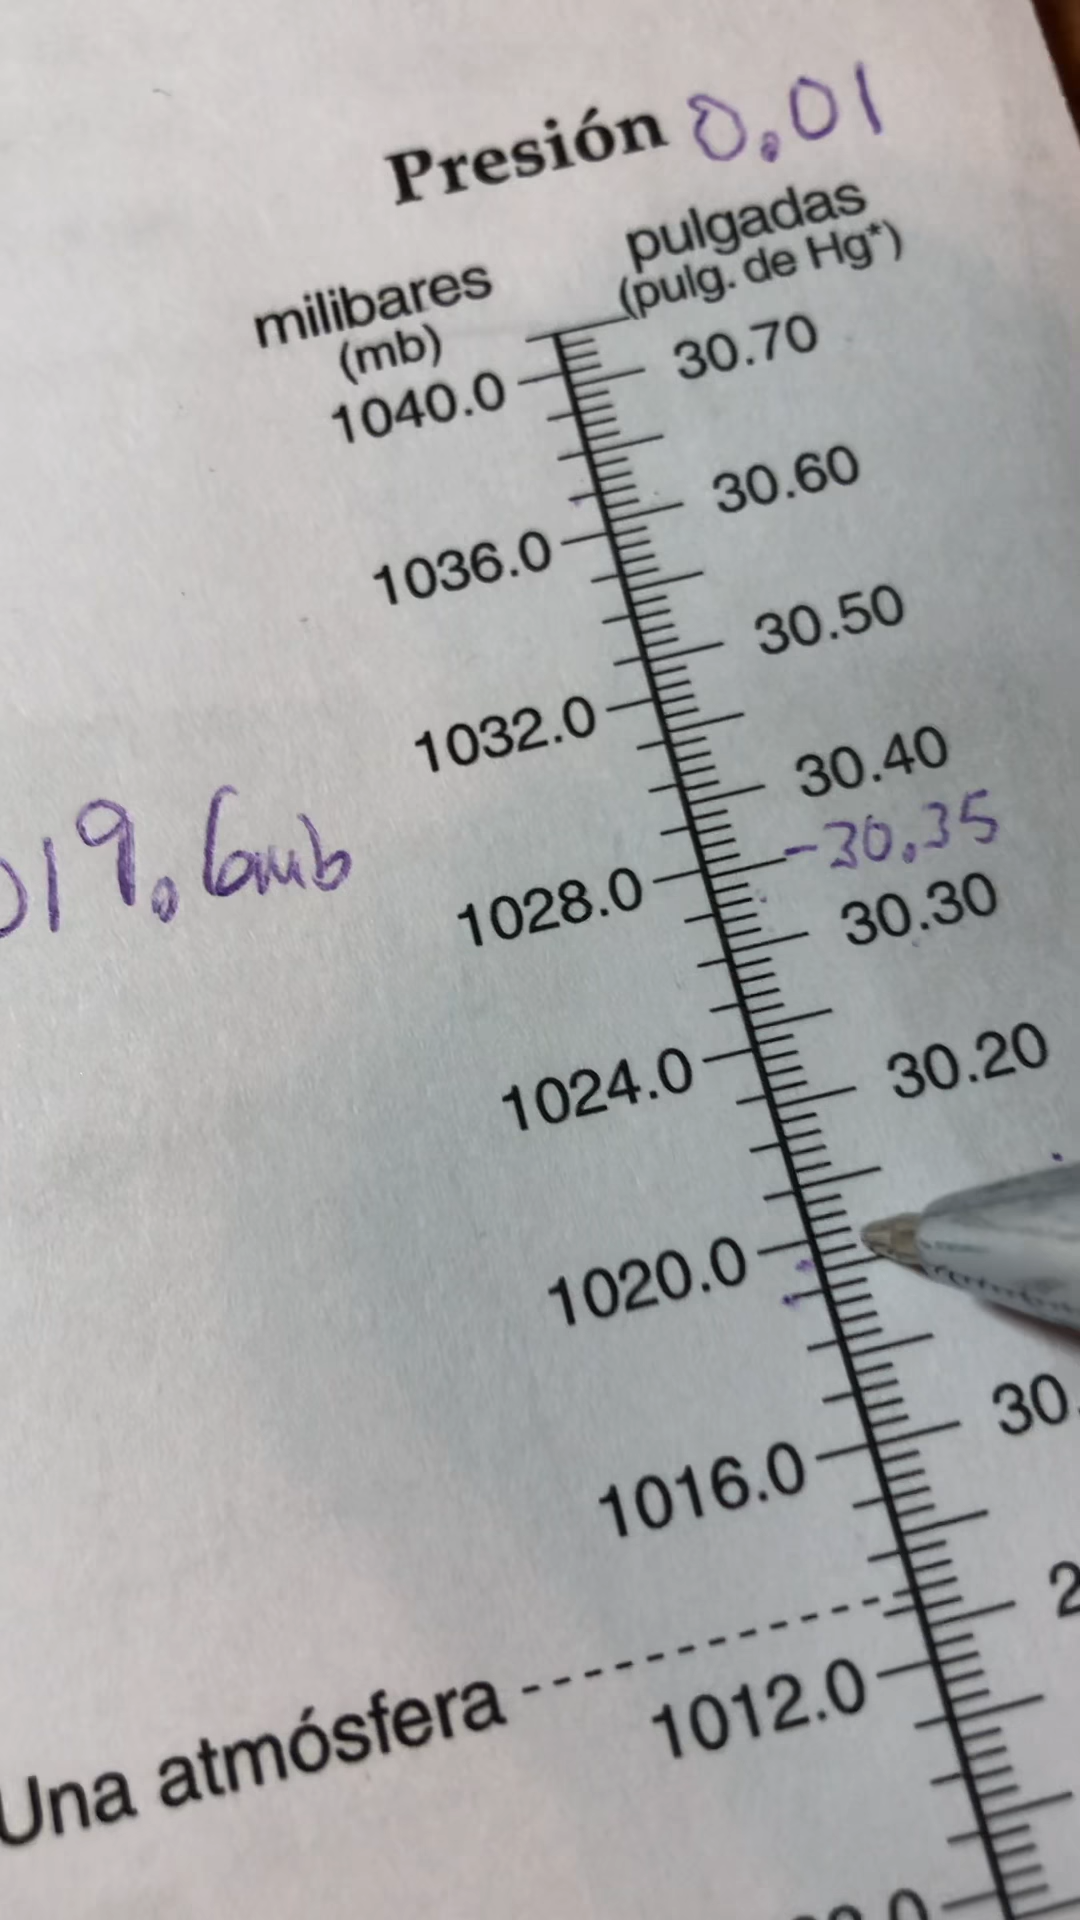 Presión 0.01
milibares
(mb)
pulgadas
(pulg. de Hg*)
30.70
1040.0
30.60
1036.0
30.50
1032.0
30.40
-30.35
19.6mb
1028.0
30.30
1024.0
30.20
1020.0
30.
1016.0
2
Una atmósfera
1012.0